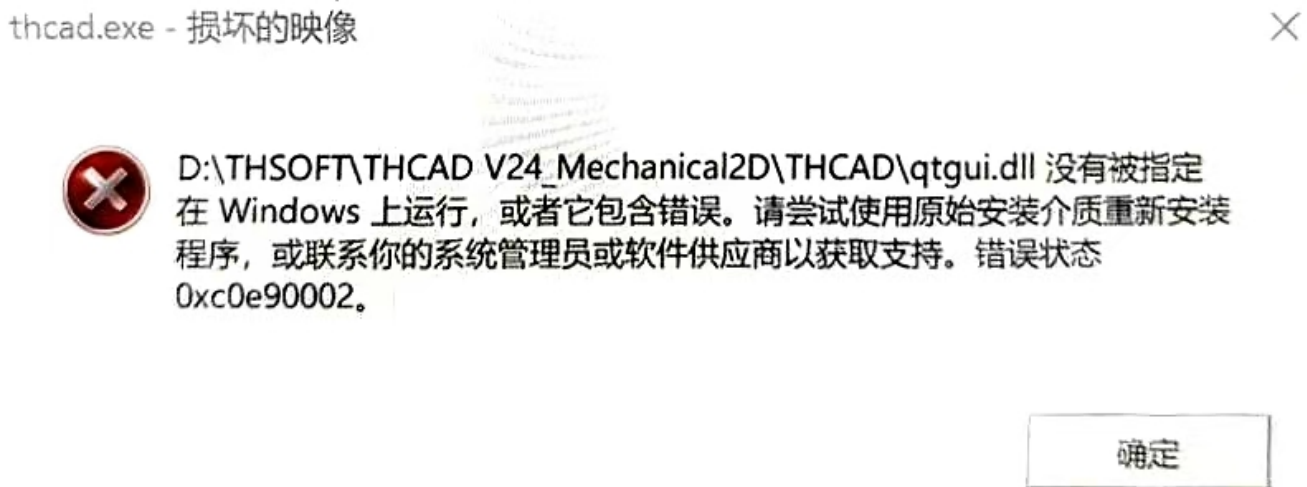 thcad.exe - 损坏的映像
D:\THSOFT\THCAD V24_Mechanical2D\THCAD\qtgui.dll 没有被指定
在 Windows 上运行，或者它包含错误。请尝试使用原始安装介质重新安装
程序，或联系你的系统管理员或软件供应商以获取支持。错误状态
0xc0e90002。
确定